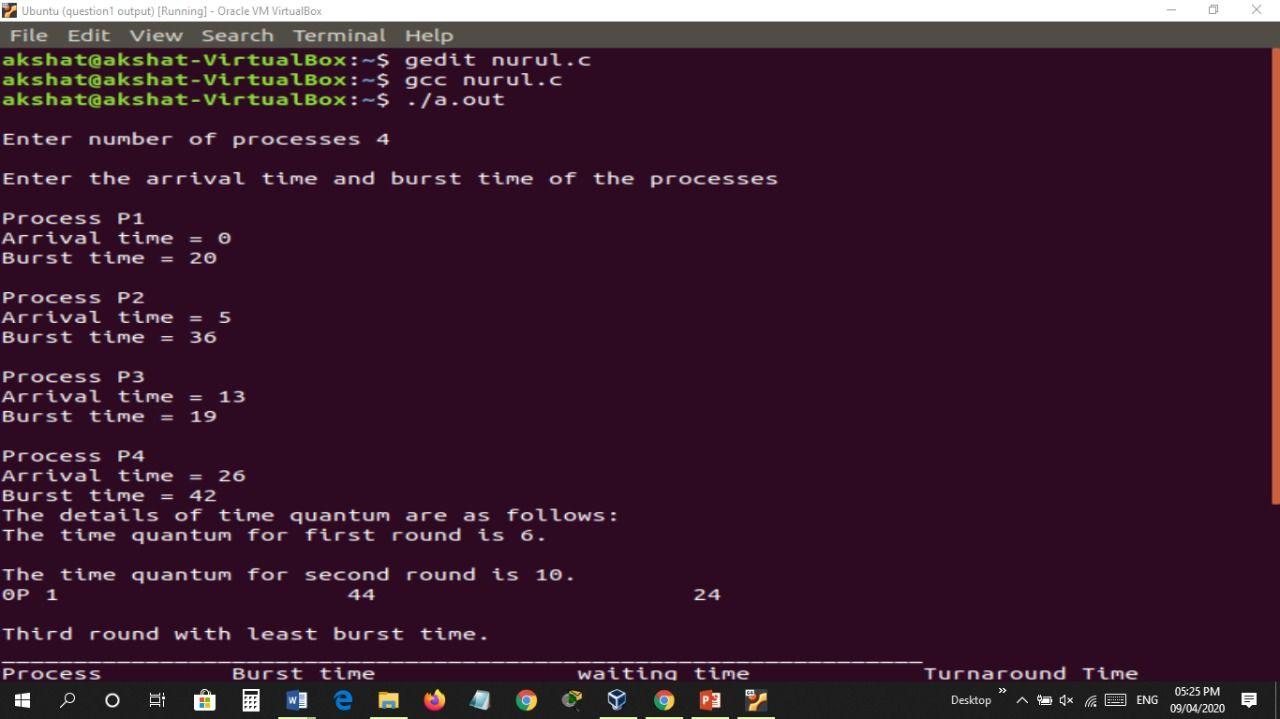 Ubuntu (question1 output) [Running] - Oracle VM VirtualBox
File Edit View Search Terminal Help
akshat@akshat-VirtualBox:~$ gedit nurul.c
akshat@akshat-VirtualBox:~$ gcc nurul.c
akshat@akshat-VirtualBox:~$ ./a.out
Enter number of processes 4
Enter the arrival time and burst time of the processes
Process P1
Arrival time = 0
Burst time = 20
Process P2
Arrival time = 5
Burst time = 36
Process P3
Arrival time = 13
Burst time = 19
Process P4
Arrival time = 26
Burst time = 42
The details of time quantum are as follows:
The time quantum for first round is 6.
The time quantum for second round is 10.
0P 1 44 24
Third round with least burst time.
Process Burst time waiting time Turnaround Time
Desktop ENG 05:25 PM
09/04/2020